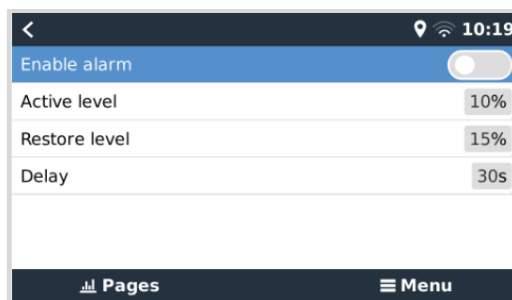 10:19
Enable alarm
Active level 10%
Restore level 15%
Delay 30s
Pages Menu